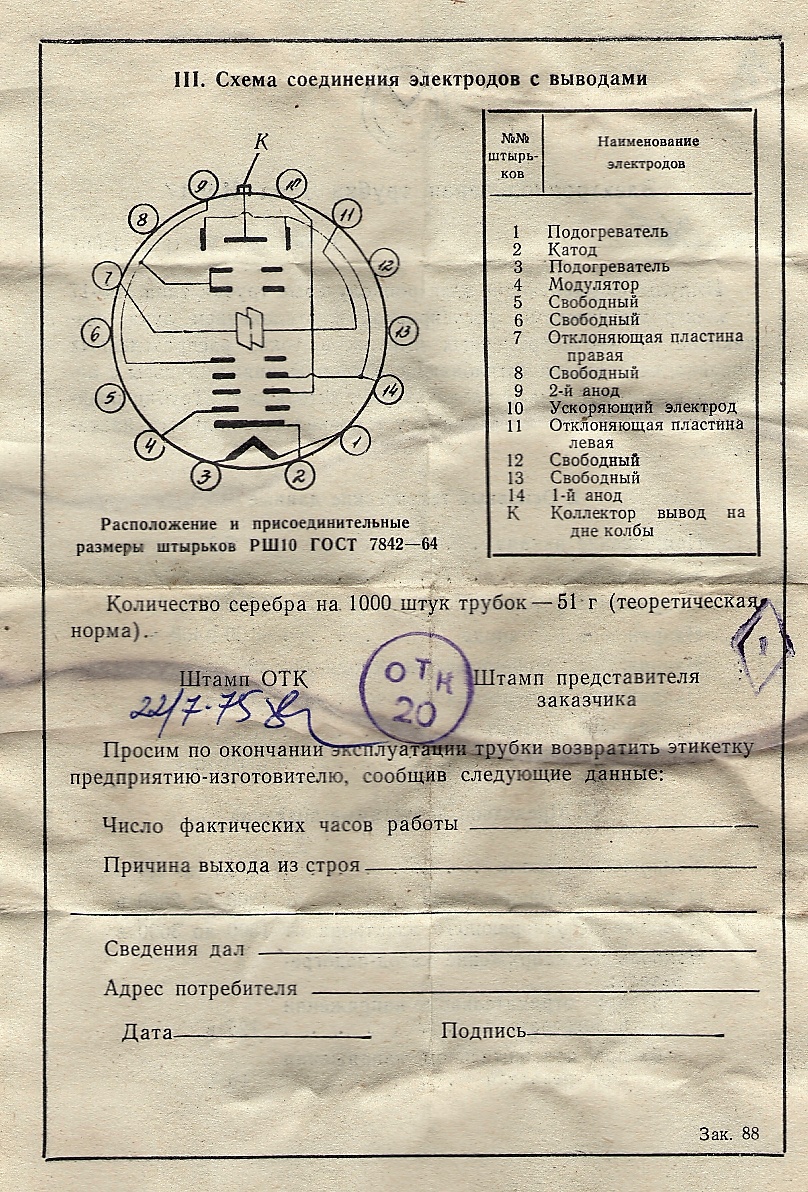 III. Схема соединения электродов с выводами
К
9
10
8
11
7
12
6
13
5
14
4
1
3
2
Расположение и присоединительные
размеры штырьков РШ10 ГОСТ 7842—64
№№ штырь-ков
Наименование электродов
1 Подогреватель
2 Катод
3 Подогреватель
4 Модулятор
5 Свободный
6 Свободный
7 Отклоняющая пластина
правая
8 Свободный
9 2-й анод
10 Ускоряющий электрод
11 Отклоняющая пластина
левая
12 Свободный
13 Свободный
14 1-й анод
К Коллектор вывод на
дне колбы
Количество серебра на 1000 штук трубок — 51 г (теоретическая
норма).
Штамп ОТК
ОТК
20
Штамп представителя
заказчика
22/7-75
Просим по окончании эксплуатации трубки возвратить этикетку
предприятию-изготовителю, сообщив следующие данные:
Число фактических часов работы
Причина выхода из строя
Сведения дал
Адрес потребителя
Дата Подпись
Зак. 88